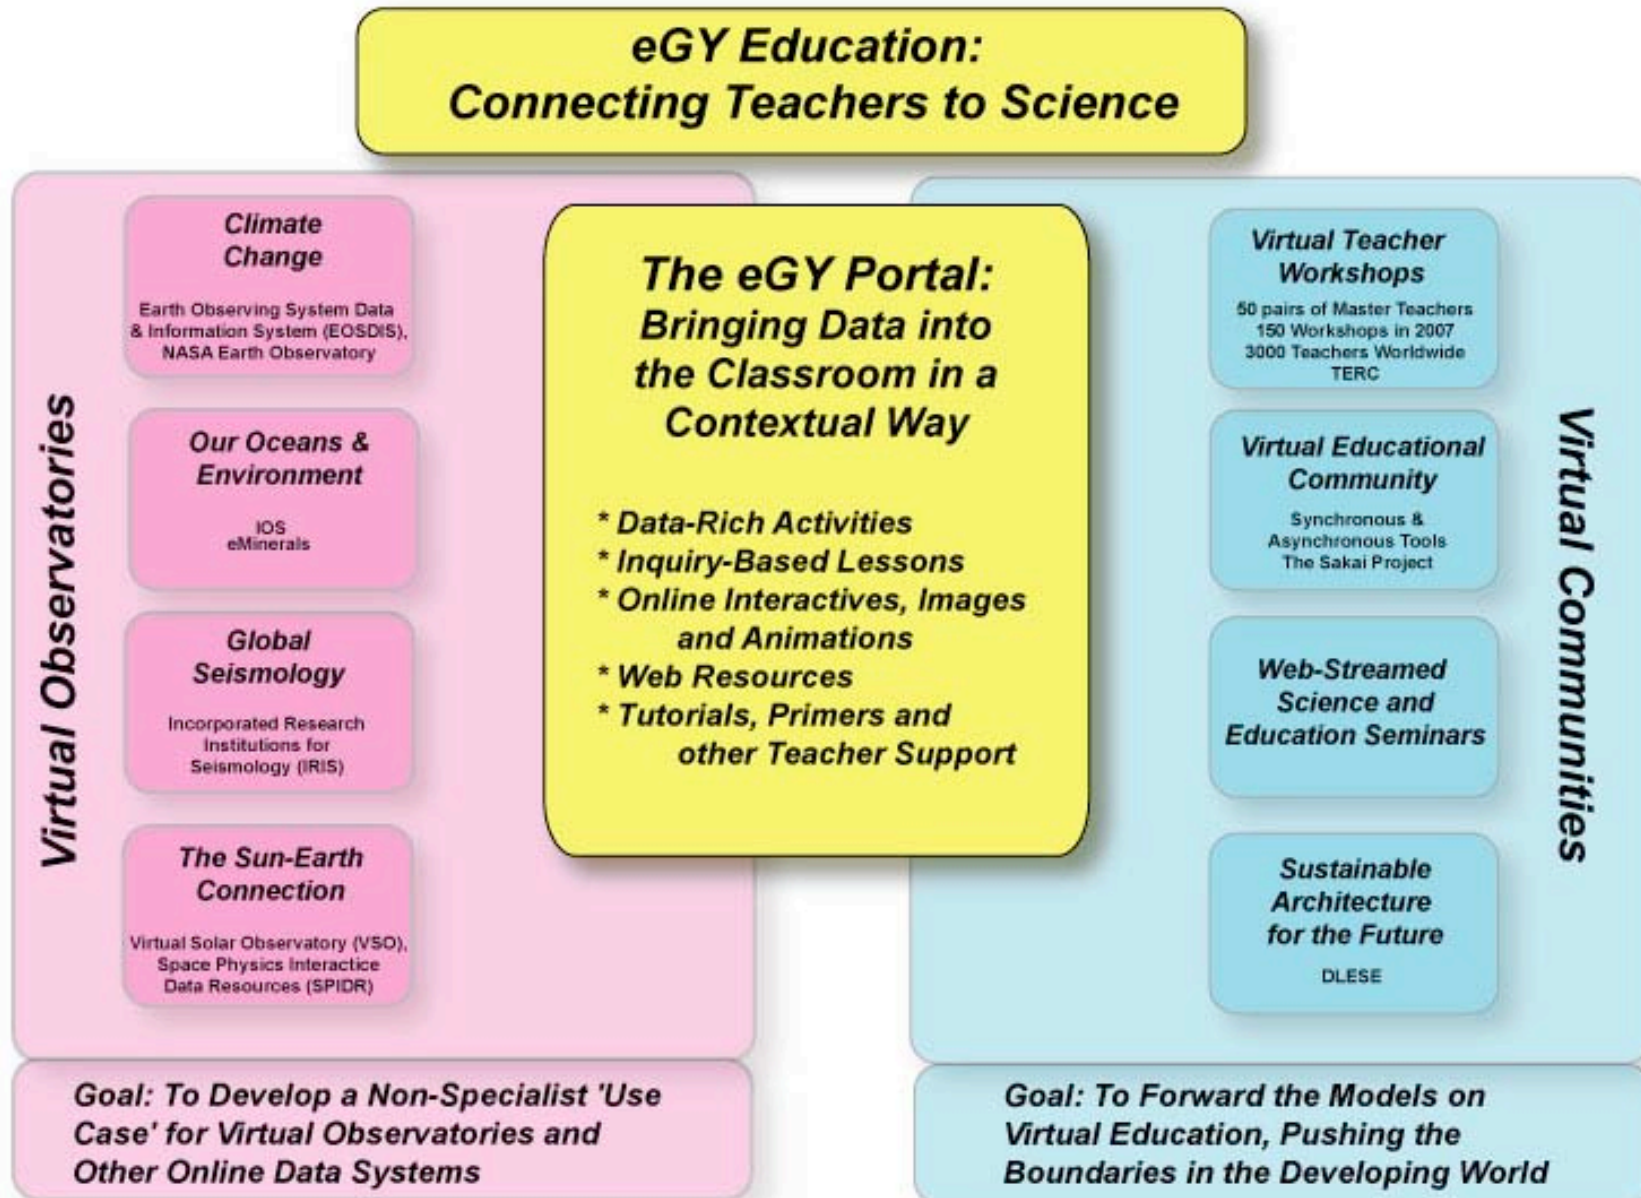 eGY Education:
Connecting Teachers to Science
Virtual Observatories
Climate
Change
Earth Observing System Data
& Information System (EOSDIS),
NASA Earth Observatory
Our Oceans &
Environment
IOS
eMinerals
Global
Seismology
Incorporated Research
Institutions for
Seismology (IRIS)
The Sun-Earth
Connection
Virtual Solar Observatory (VSO),
Space Physics Interactice
Data Resources (SPIDR)
Goal: To Develop a Non-Specialist 'Use
Case' for Virtual Observatories and
Other Online Data Systems
The eGY Portal:
Bringing Data into
the Classroom in a
Contextual Way
* Data-Rich Activities
* Inquiry-Based Lessons
* Online Interactives, Images
and Animations
* Web Resources
* Tutorials, Primers and
other Teacher Support
Virtual Teacher
Workshops
50 pairs of Master Teachers
150 Workshops in 2007
3000 Teachers Worldwide
TERC
Virtual Educational
Community
Synchronous &
Asynchronous Tools
The Sakai Project
Web-Streamed
Science and
Education Seminars
Sustainable
Architecture
for the Future
DLESE
Virtual Communities
Goal: To Forward the Models on
Virtual Education, Pushing the
Boundaries in the Developing World